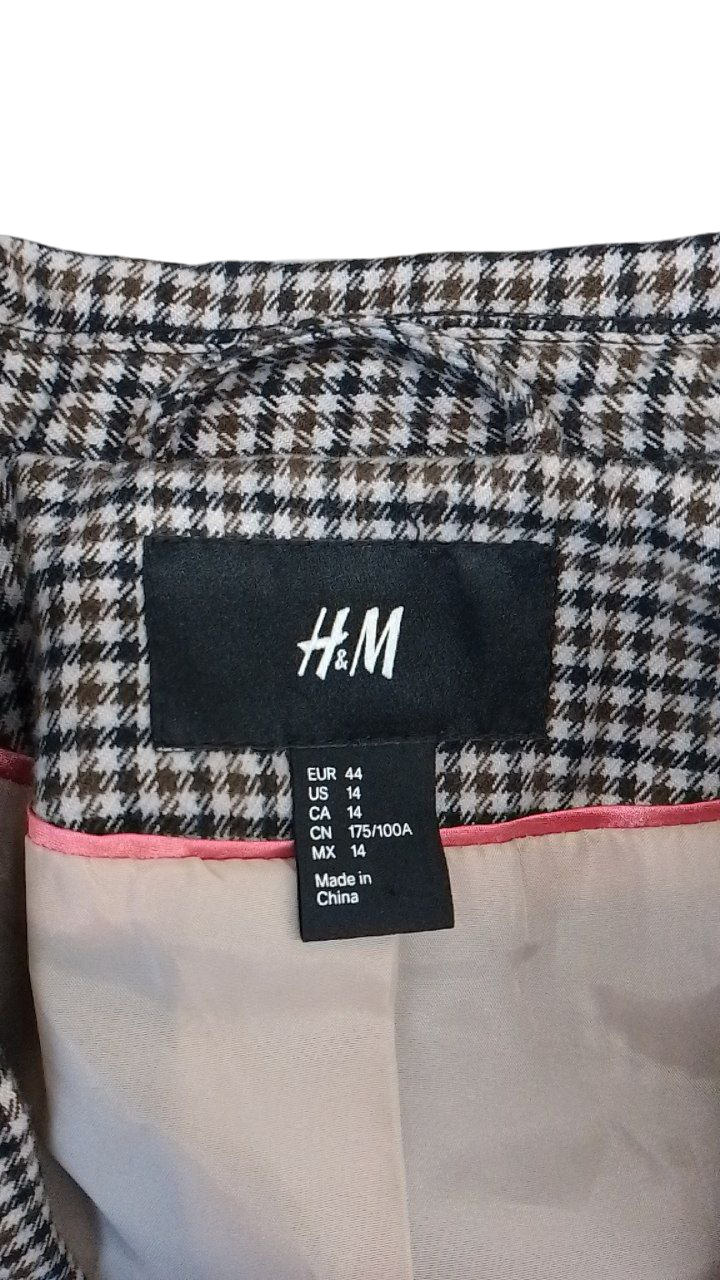 H&M
EUR 44
US 14
CA 14
CN 175/100A
MX 14
Made in
China